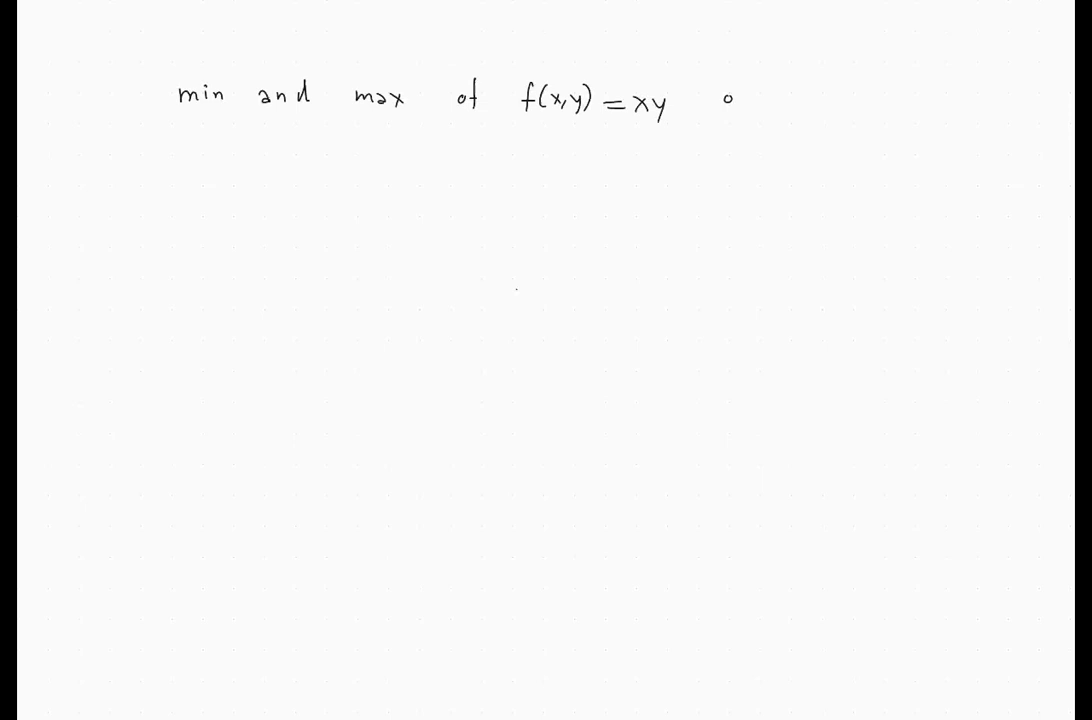 min and max of f(x,y) = xy o